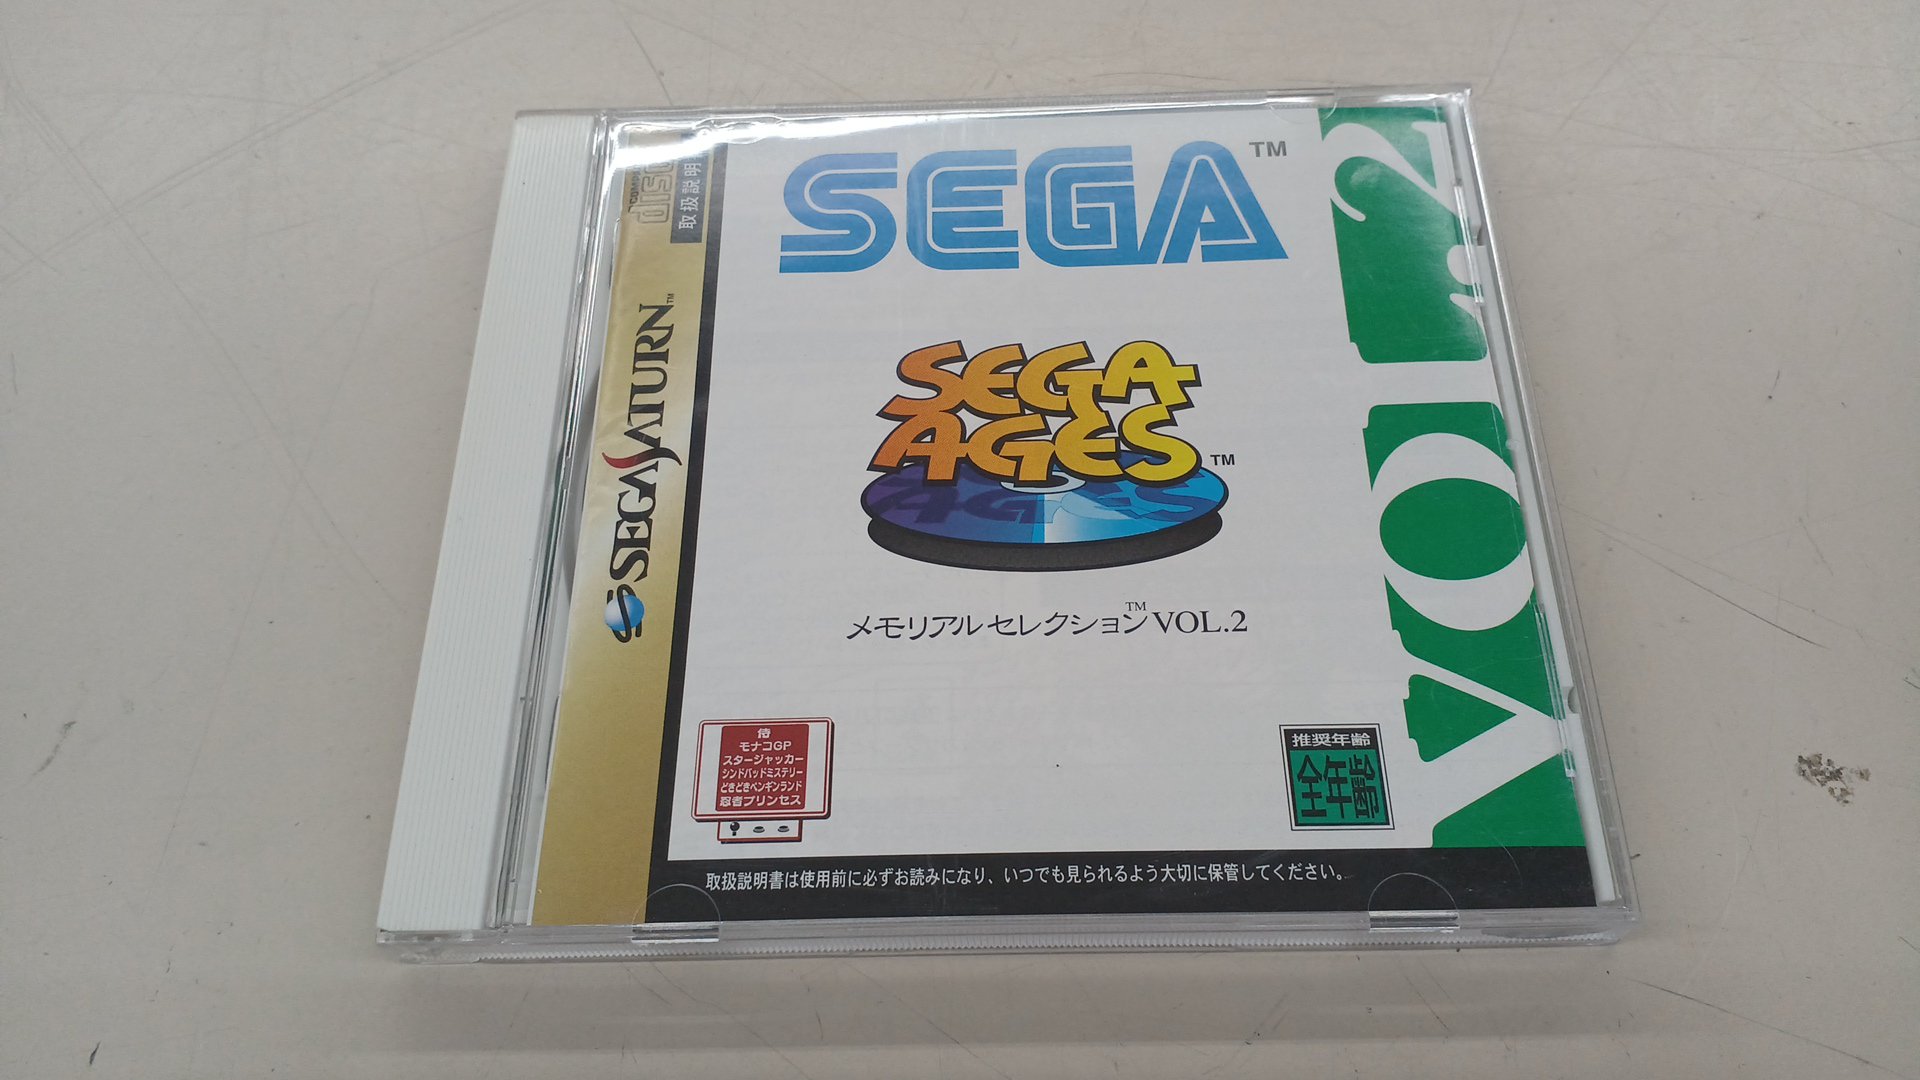 COMPACT
disc
取扱説明書
SEGA SATURN™
SEGA™
SEGA
AGES™
メモリアル セレクション™ VOL.2
侍
モナコGP
スタージャッカー
シンドバッドミステリー
どきどきペンギンランド
忍者プリンセス
推奨年齢
全年齢
取扱説明書は使用前に必ずお読みになり、いつでも見られるよう大切に保管してください。
VOL.2